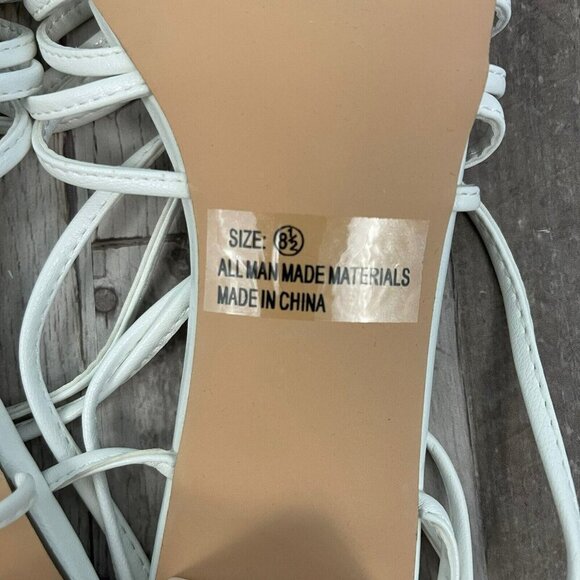 SIZE: 8½
ALL MAN MADE MATERIALS
MADE IN CHINA